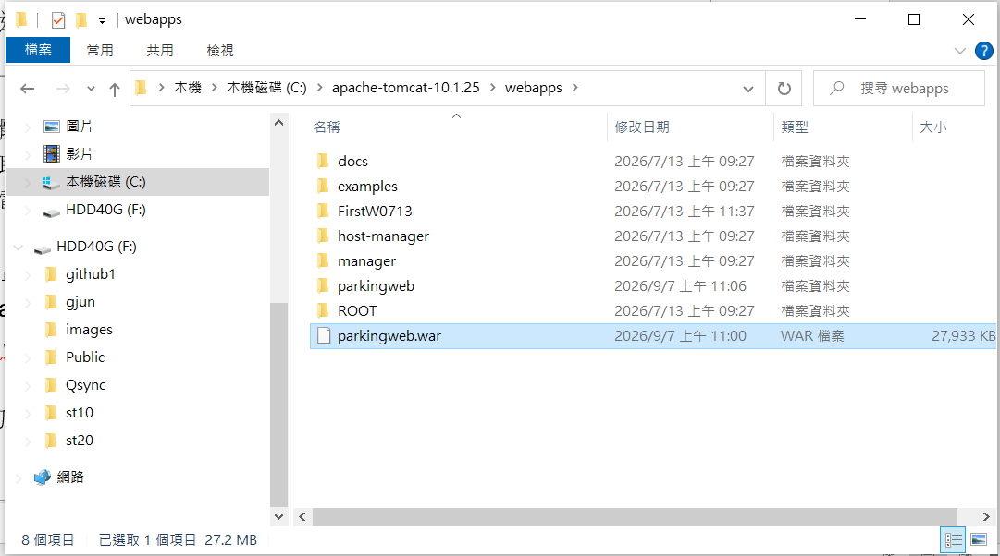 webapps
檔案 常用 共用 檢視 ?
本機 本機磁碟 (C:) apache-tomcat-10.1.25 webapps 搜尋 webapps
圖片
影片
本機磁碟 (C:)
HDD40G (F:)
HDD40G (F:)
github1
gjun
images
Public
Qsync
st10
st20
網路
名稱 修改日期 類型 大小
docs 2026/7/13 上午 09:27 檔案資料夾
examples 2026/7/13 上午 09:27 檔案資料夾
FirstW0713 2026/7/13 上午 11:37 檔案資料夾
host-manager 2026/7/13 上午 09:27 檔案資料夾
manager 2026/7/13 上午 09:27 檔案資料夾
parkingweb 2026/9/7 上午 11:06 檔案資料夾
ROOT 2026/7/13 上午 09:27 檔案資料夾
parkingweb.war 2026/9/7 上午 11:00 WAR 檔案 27,933 KB
8 個項目 已選取 1 個項目 27.2 MB